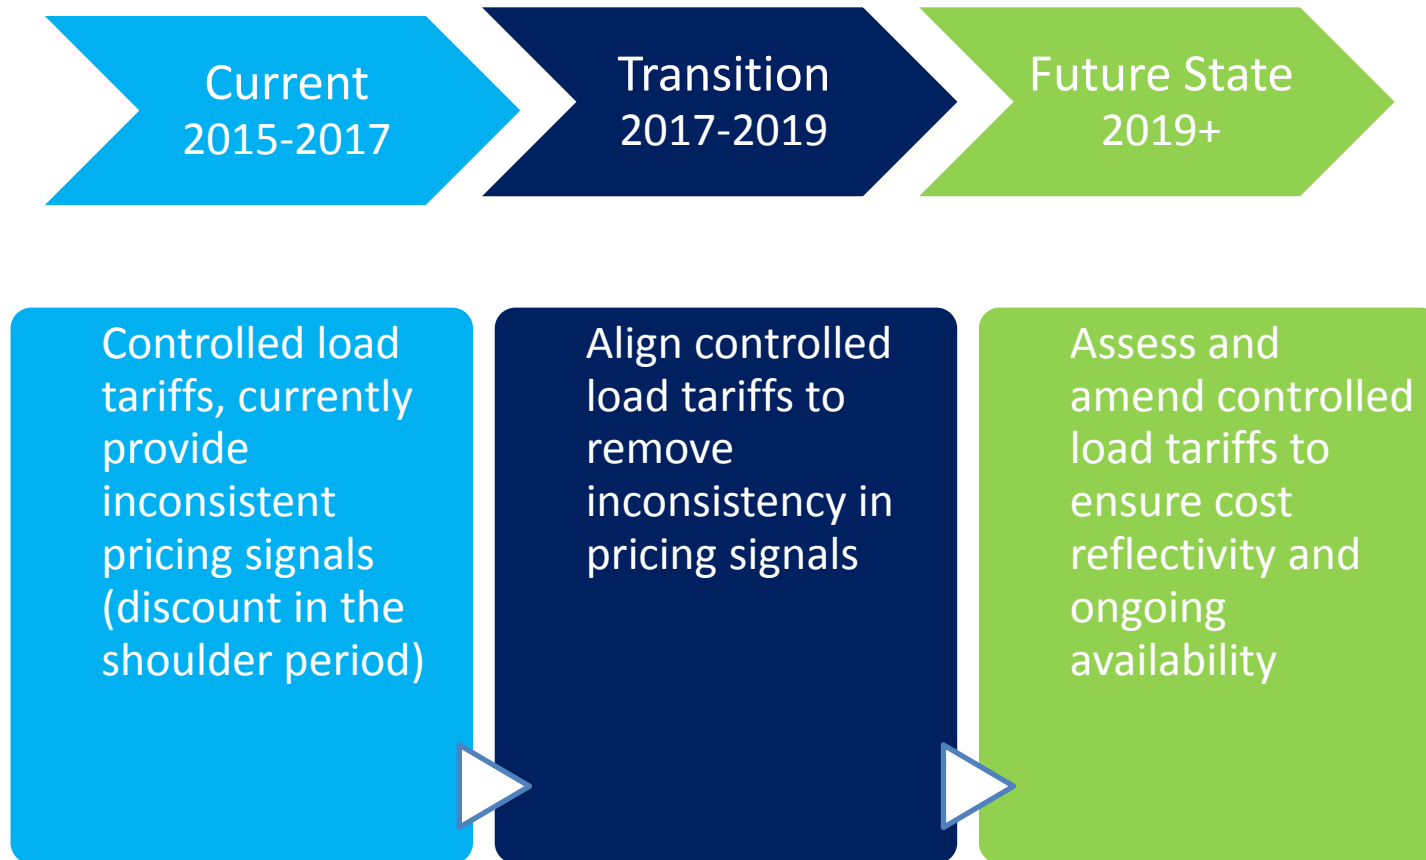 Current
2015-2017
Transition
2017-2019
Future State
2019+
Controlled load
tariffs, currently
provide
inconsistent
pricing signals
(discount in the
shoulder period)
Align controlled
load tariffs to
remove
inconsistency in
pricing signals
Assess and
amend controlled
load tariffs to
ensure cost
reflectivity and
ongoing
availability